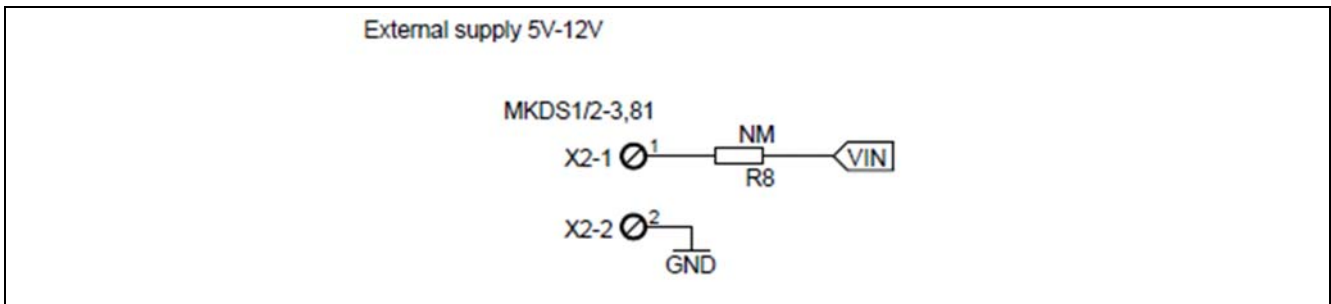 External supply 5V-12V
MKDS1/2-3,81
NM
X2-1 1 VIN
R8
X2-2 2
GND